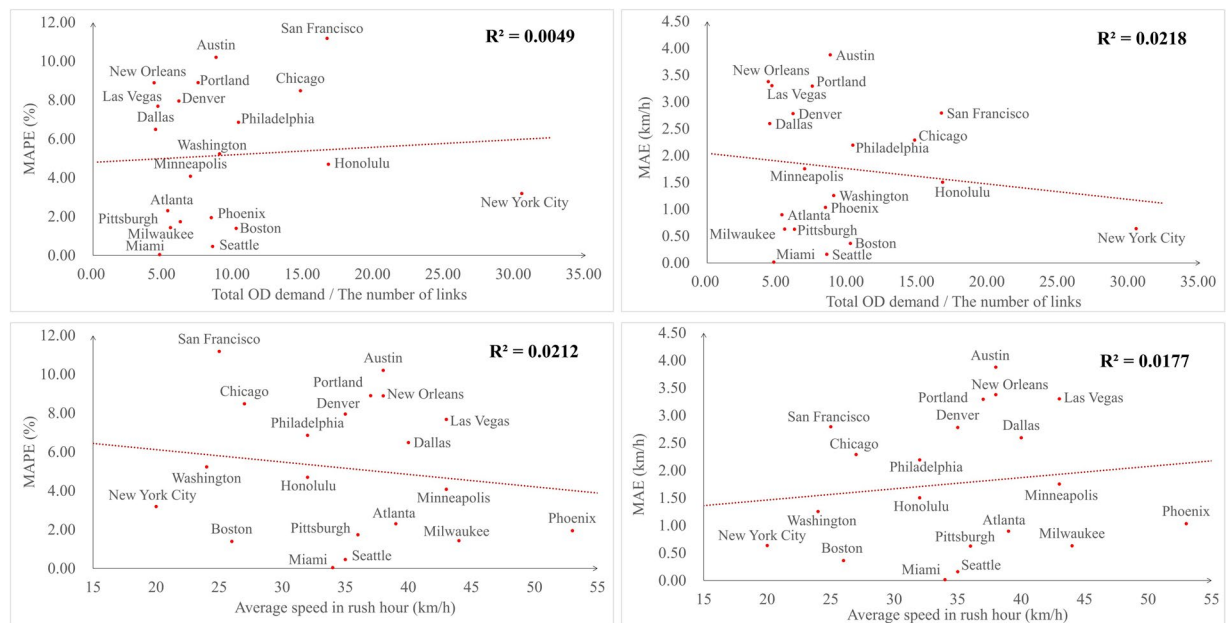 12.00
10.00
8.00
6.00
4.00
2.00
0.00
MAPE (%)
R² = 0.0049
San Francisco
Austin
New Orleans
Portland
Chicago
Las Vegas
Denver
Dallas
Philadelphia
Washington
Minneapolis
Honolulu
Atlanta
New York City
Pittsburgh
Phoenix
Milwaukee
Boston
Miami
Seattle
0.00 5.00 10.00 15.00 20.00 25.00 30.00 35.00
Total OD demand / The number of links
4.50
4.00
3.50
3.00
2.50
2.00
1.50
1.00
0.50
0.00
MAE (km/h)
R² = 0.0218
Austin
New Orleans
Portland
Las Vegas
Denver
San Francisco
Dallas
Chicago
Philadelphia
Minneapolis
Honolulu
Washington
Phoenix
Atlanta
Milwaukee
Pittsburgh
New York City
Boston
Miami
Seattle
0.00 5.00 10.00 15.00 20.00 25.00 30.00 35.00
Total OD demand / The number of links
12.00
10.00
8.00
6.00
4.00
2.00
0.00
MAPE (%)
R² = 0.0212
San Francisco
Austin
Portland
Chicago
New Orleans
Denver
Philadelphia
Las Vegas
Dallas
Washington
Honolulu
New York City
Minneapolis
Atlanta
Phoenix
Boston
Pittsburgh
Milwaukee
Miami
Seattle
15 20 25 30 35 40 45 50 55
Average speed in rush hour (km/h)
4.50
4.00
3.50
3.00
2.50
2.00
1.50
1.00
0.50
0.00
MAE (km/h)
R² = 0.0177
Austin
New Orleans
Portland
Las Vegas
San Francisco
Denver
Dallas
Chicago
Philadelphia
Minneapolis
Honolulu
Washington
Phoenix
Atlanta
New York City
Pittsburgh
Milwaukee
Boston
Miami
Seattle
15 20 25 30 35 40 45 50 55
Average speed in rush hour (km/h)